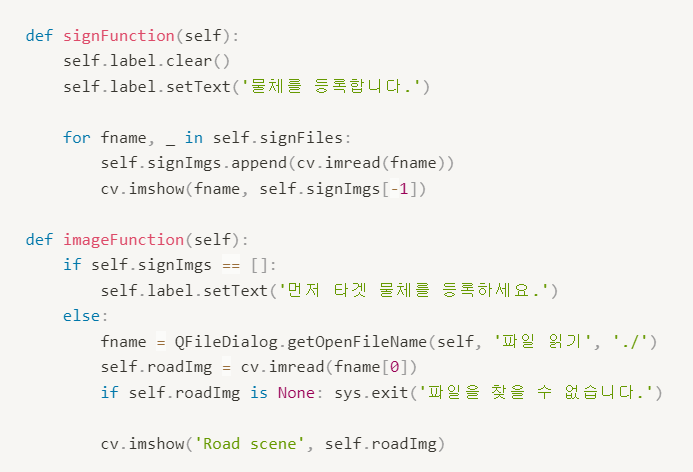 def signFunction(self):
    self.label.clear()
    self.label.setText('물체를 등록합니다.')

    for fname, _ in self.signFiles:
        self.signImgs.append(cv.imread(fname))
        cv.imshow(fname, self.signImgs[-1])

def imageFunction(self):
    if self.signImgs == []:
        self.label.setText('먼저 타겟 물체를 등록하세요.')
    else:
        fname = QFileDialog.getOpenFileName(self, '파일 읽기', './')
        self.roadImg = cv.imread(fname[0])
        if self.roadImg is None: sys.exit('파일을 찾을 수 없습니다.')

        cv.imshow('Road scene', self.roadImg)